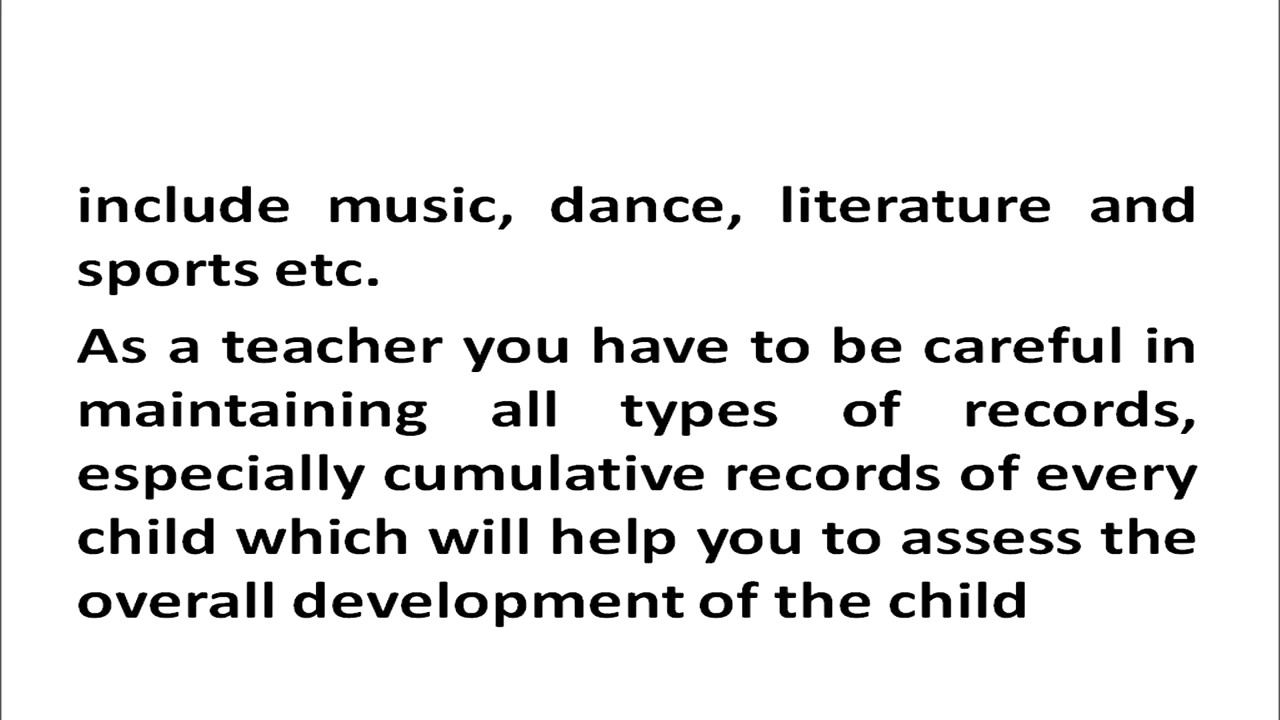 include music, dance, literature and
sports etc.
As a teacher you have to be careful in
maintaining all types of records,
especially cumulative records of every
child which will help you to assess the
overall development of the child